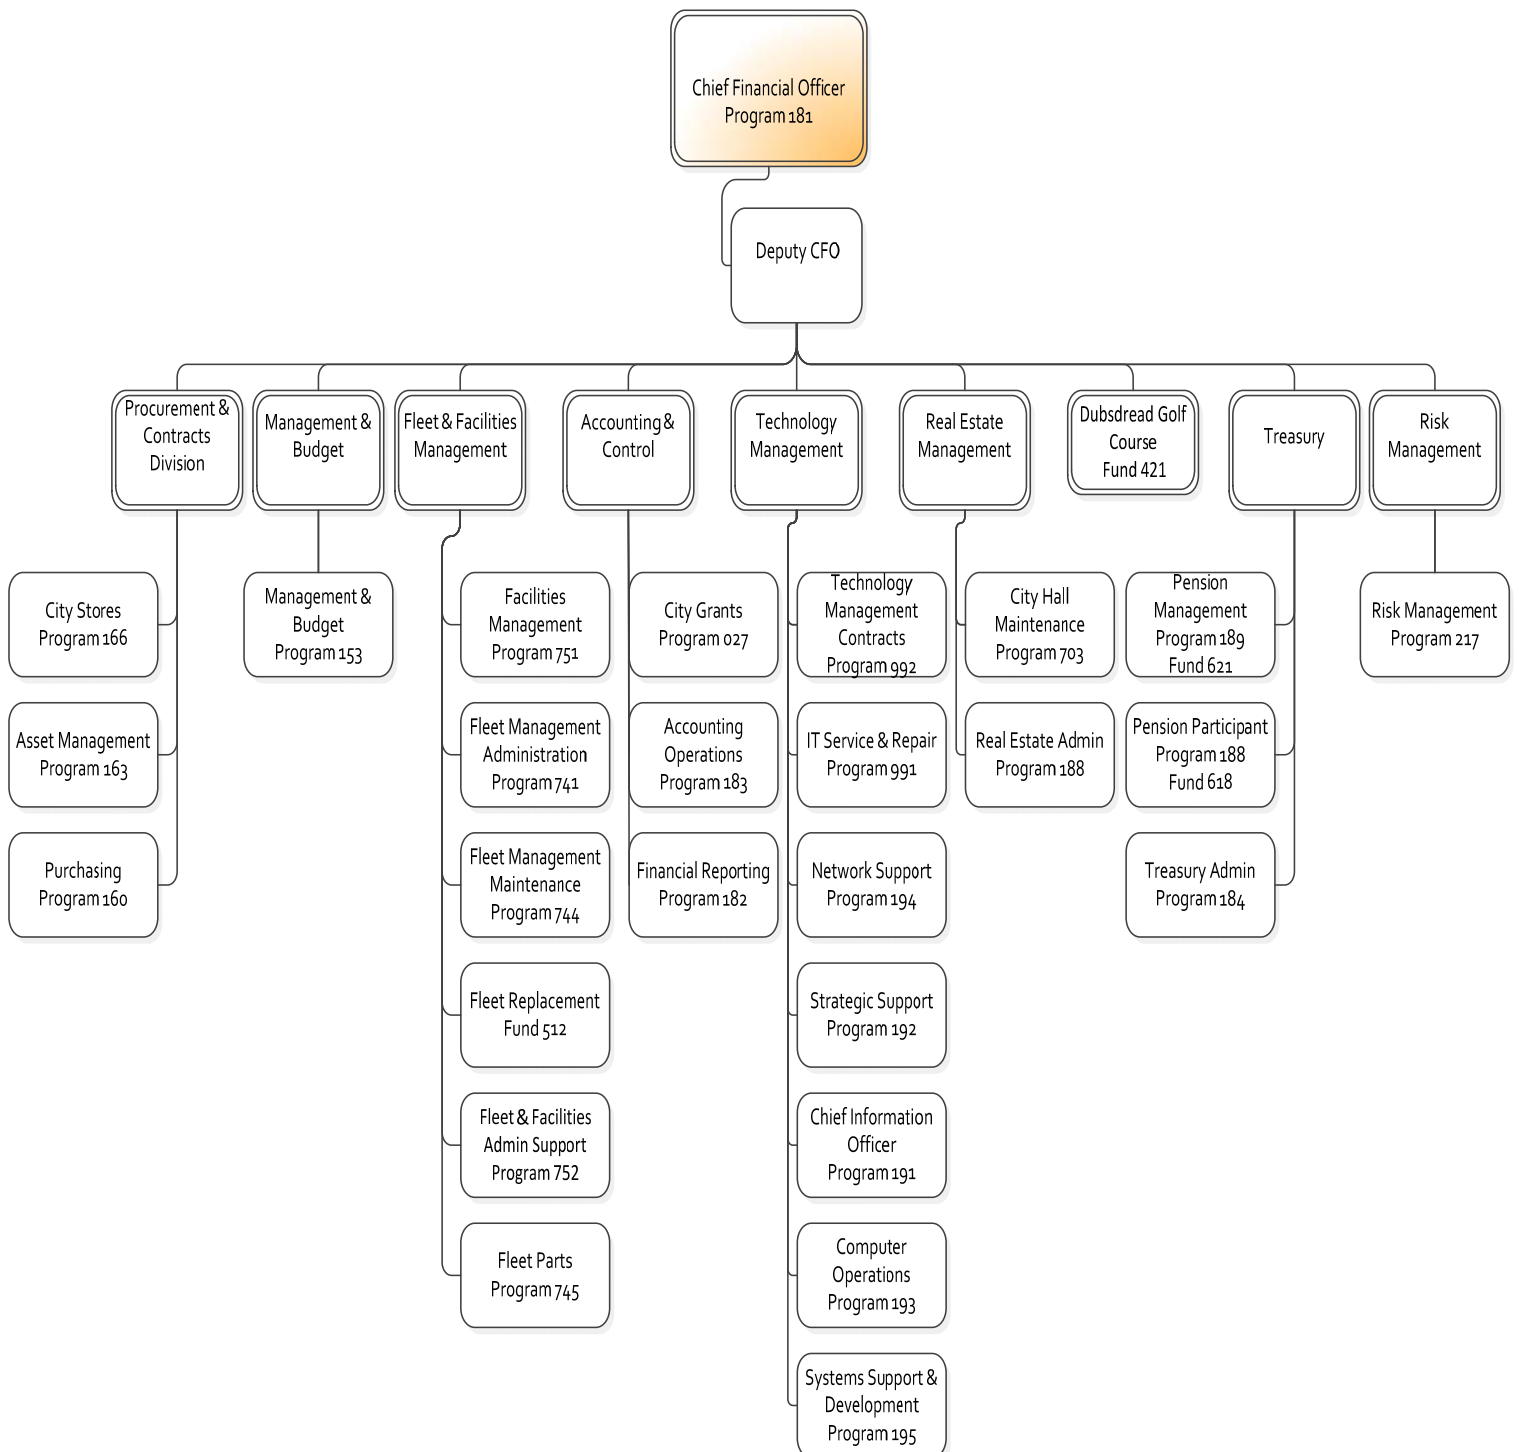 Chief Financial Officer
Program 181
Deputy CFO
Procurement &
Contracts
Division
Management &
Budget
Fleet & Facilities
Management
Accounting &
Control
Technology
Management
Real Estate
Management
Dubsdread Golf
Course
Fund 421
Treasury
Risk
Management
City Stores
Program 166
Management &
Budget
Program 153
Facilities
Management
Program 751
City Grants
Program 027
Technology
Management
Contracts
Program 992
City Hall
Maintenance
Program 703
Pension
Management
Program 189
Fund 621
Risk Management
Program 217
Asset Management
Program 163
Fleet Management
Administration
Program 741
Accounting
Operations
Program 183
IT Service & Repair
Program 991
Real Estate Admin
Program 188
Pension Participant
Program 188
Fund 618
Purchasing
Program 160
Fleet Management
Maintenance
Program 744
Financial Reporting
Program 182
Network Support
Program 194
Treasury Admin
Program 184
Fleet Replacement
Fund 512
Strategic Support
Program 192
Fleet & Facilities
Admin Support
Program 752
Chief Information
Officer
Program 191
Fleet Parts
Program 745
Computer
Operations
Program 193
Systems Support &
Development
Program 195